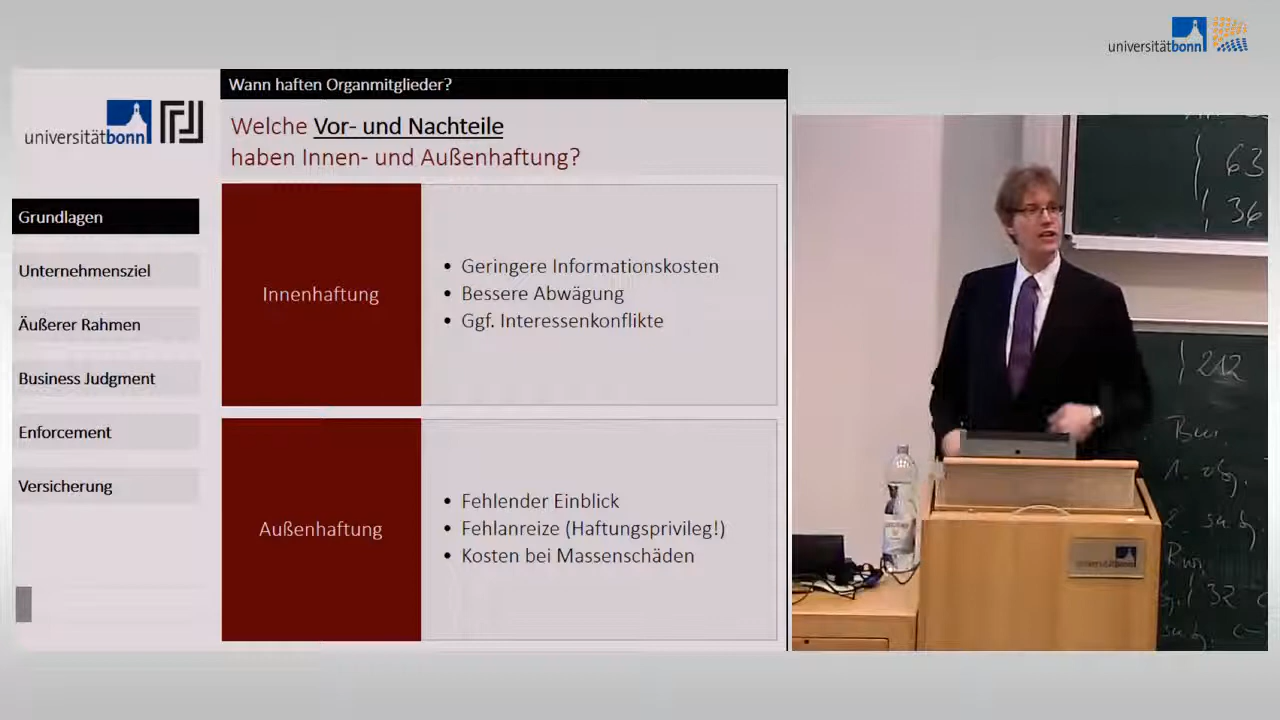 universitätbonn
Wann haften Organmitglieder?
universitätbonn
Welche Vor- und Nachteile
haben Innen- und Außenhaftung?
Grundlagen
Unternehmensziel
Äußerer Rahmen
Business Judgment
Enforcement
Versicherung
Innenhaftung
• Geringere Informationskosten
• Bessere Abwägung
• Ggf. Interessenkonflikte
Außenhaftung
• Fehlender Einblick
• Fehlanreize (Haftungsprivileg!)
• Kosten bei Massenschäden
63
36
212
universitätbonn
32